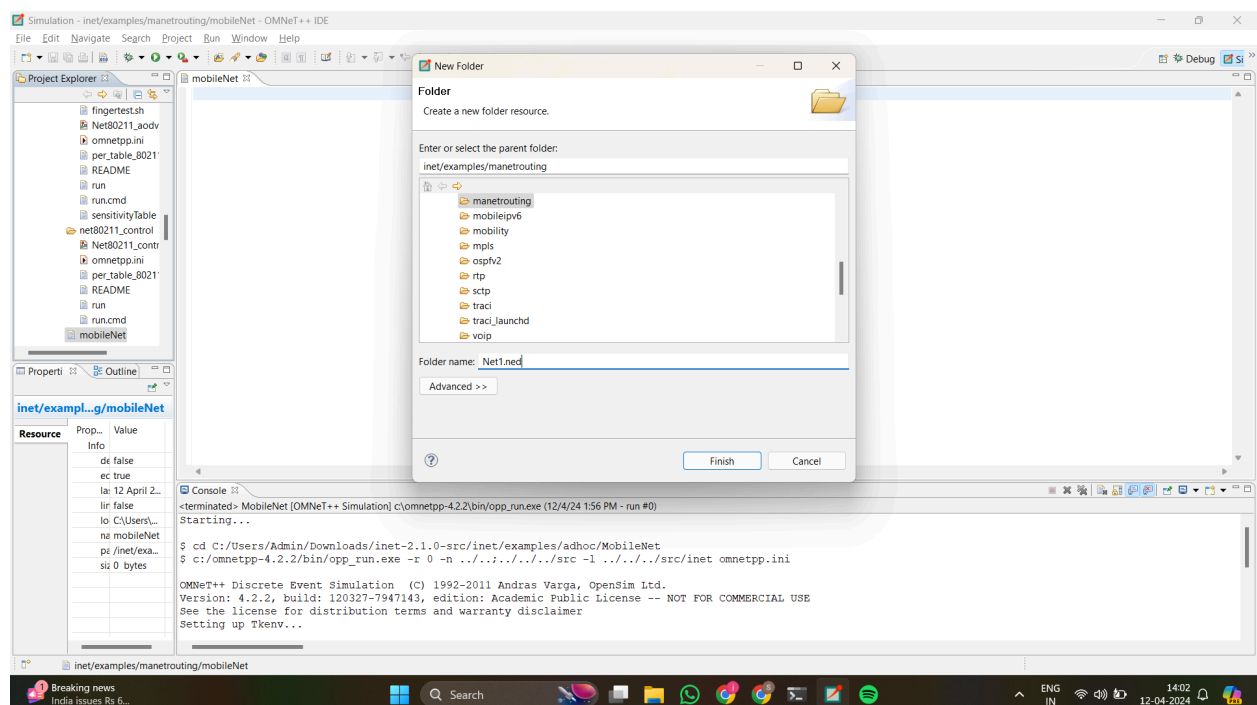 Simulation - inet/examples/manetrouting/mobileNet - OMNeT++ IDE
File Edit Navigate Search Project Run Window Help
Debug Si
Project Explorer
fingertest.sh
Net80211_aodv
omnetpp.ini
per_table_8021
README
run
run.cmd
sensitivityTable
net80211_control
Net80211_contr
omnetpp.ini
per_table_8021
README
run
run.cmd
mobileNet
mobileNet
New Folder
Folder
Create a new folder resource.
Enter or select the parent folder:
inet/examples/manetrouting
manetrouting
mobileipv6
mobility
mpls
ospfv2
rtp
sctp
traci
traci_launchd
voip
Folder name: Net1.ned
Advanced >>
Finish Cancel
Properti Outline
inet/exampl...g/mobileNet
Resource
Prop... Value
Info
de false
ec true
la: 12 April 2...
lir false
lo C:\Users\...
na mobileNet
pa /inet/exa...
siz 0 bytes
Console
<terminated> MobileNet [OMNeT++ Simulation] c:\omnetpp-4.2.2\bin/opp_run.exe (12/4/24 1:56 PM - run #0)
Starting...
$ cd C:/Users/Admin/Downloads/inet-2.1.0-src/inet/examples/adhoc/MobileNet
$ c:/omnetpp-4.2.2/bin/opp_run.exe -r 0 -n ../..;../../../src -l ../../../src/inet omnetpp.ini
OMNeT++ Discrete Event Simulation (C) 1992-2011 Andras Varga, OpenSim Ltd.
Version: 4.2.2, build: 120327-7947143, edition: Academic Public License -- NOT FOR COMMERCIAL USE
See the license for distribution terms and warranty disclaimer
Setting up Tkenv...
inet/examples/manetrouting/mobileNet
1
Breaking news
India issues Rs 6...
Search
ENG
IN
14:02
12-04-2024
PRE